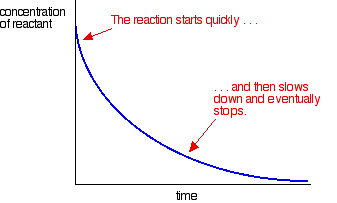 concentration
of reactant
The reaction starts quickly . . .
. . . and then slows
down and eventually
stops.
time